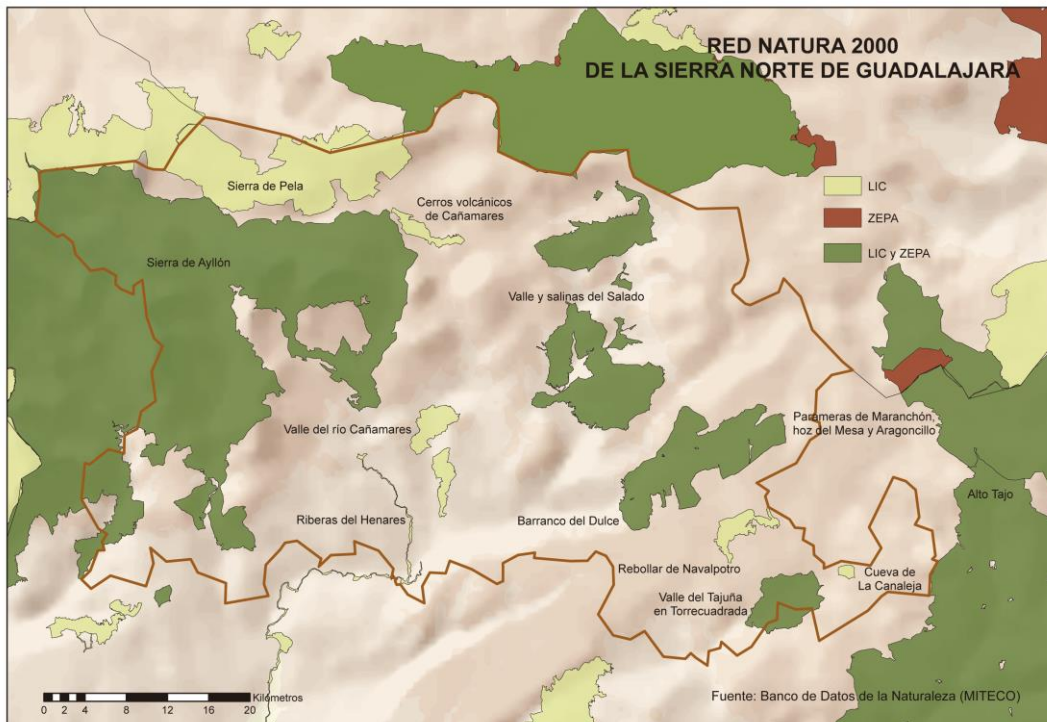 RED NATURA 2000
DE LA SIERRA NORTE DE GUADALAJARA
LIC
ZEPA
LIC y ZEPA
Sierra de Pela
Cerros volcánicos
de Cañamares
Sierra de Ayllón
Valle y salinas del Salado
Valle del río Cañamares
Parameras de Maranchón,
hoz del Mesa y Aragoncillo
Alto Tajo
Riberas del Henares
Barranco del Dulce
Rebollar de Navalpotro
Cueva de
La Canaleja
Valle del Tajuña
en Torrecuadrada
Kilómetros
0 2 4 8 12 16 20
Fuente: Banco de Datos de la Naturaleza (MITECO)